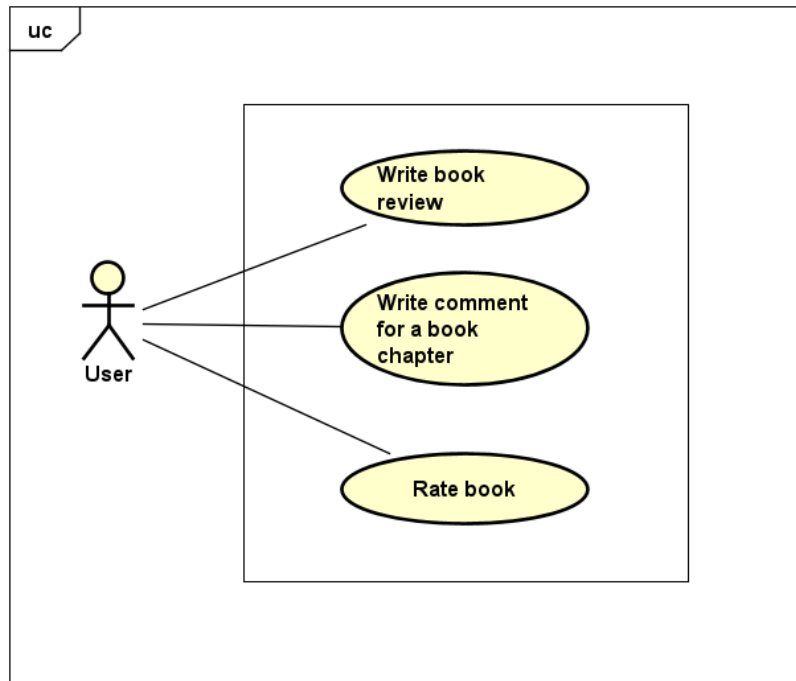 uc
Write book
review
Write comment
for a book
chapter
User
Rate book